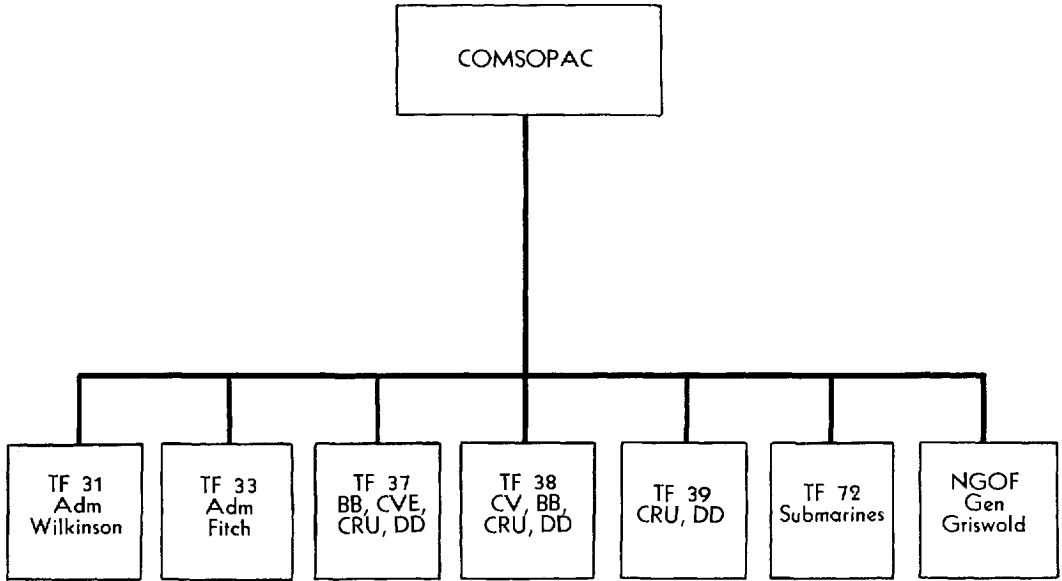 COMSOPAC
TF 31
Adm
Wilkinson
TF 33
Adm
Fitch
TF 37
BB, CVE,
CRU, DD
TF 38
CV, BB,
CRU, DD
TF 39
CRU, DD
TF 72
Submarines
NGOF
Gen
Griswold